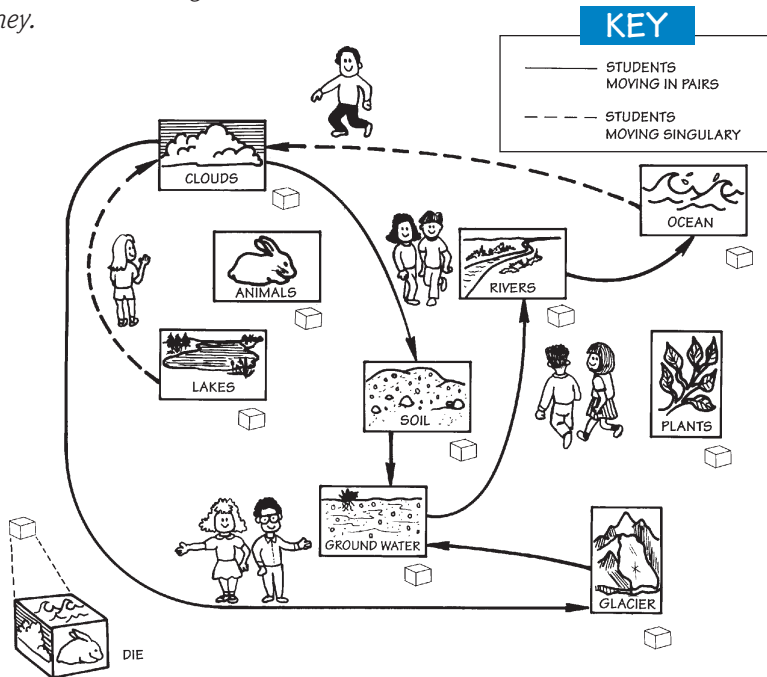 ney.
KEY
STUDENTS
MOVING IN PAIRS
STUDENTS
MOVING SINGULARY
CLOUDS
OCEAN
ANIMALS
RIVERS
LAKES
SOIL
PLANTS
GROUND WATER
GLACIER
DIE